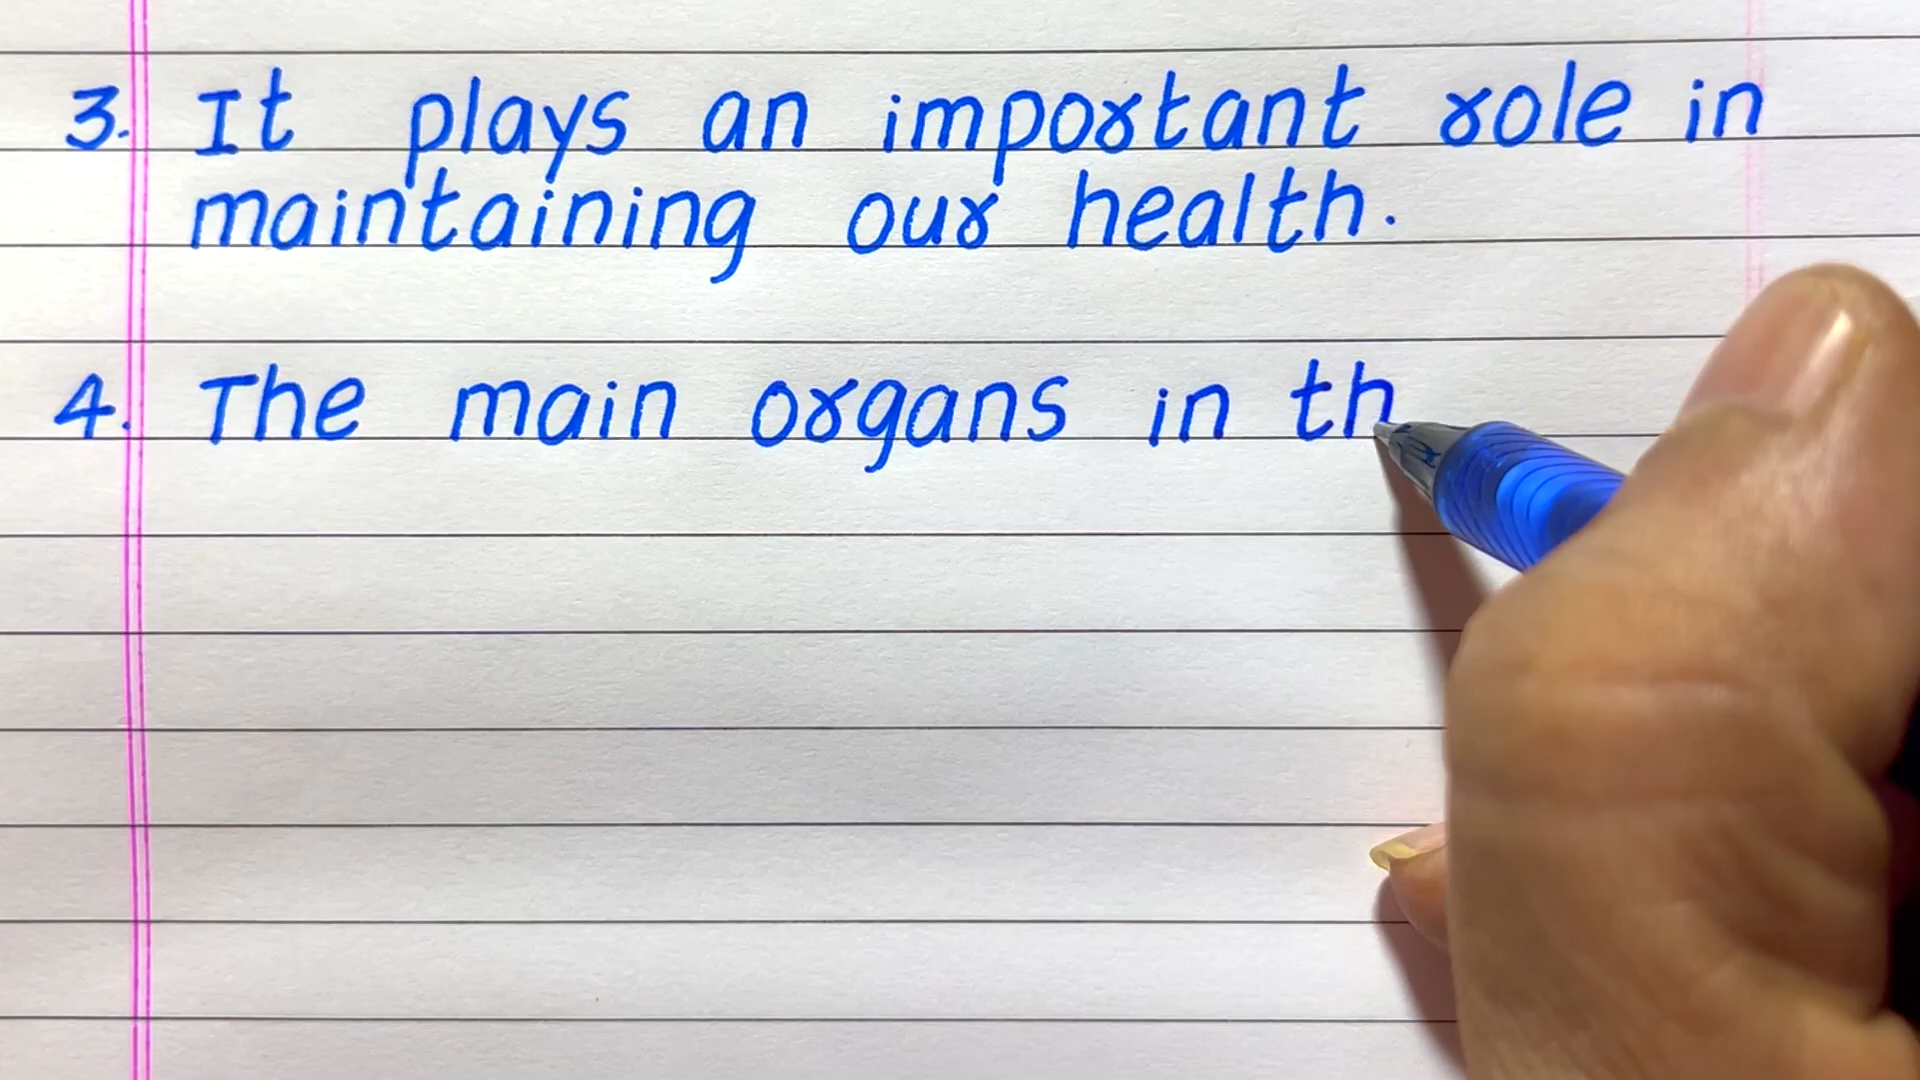 3. It plays an important role in
maintaining our health.
4. The main organs in th